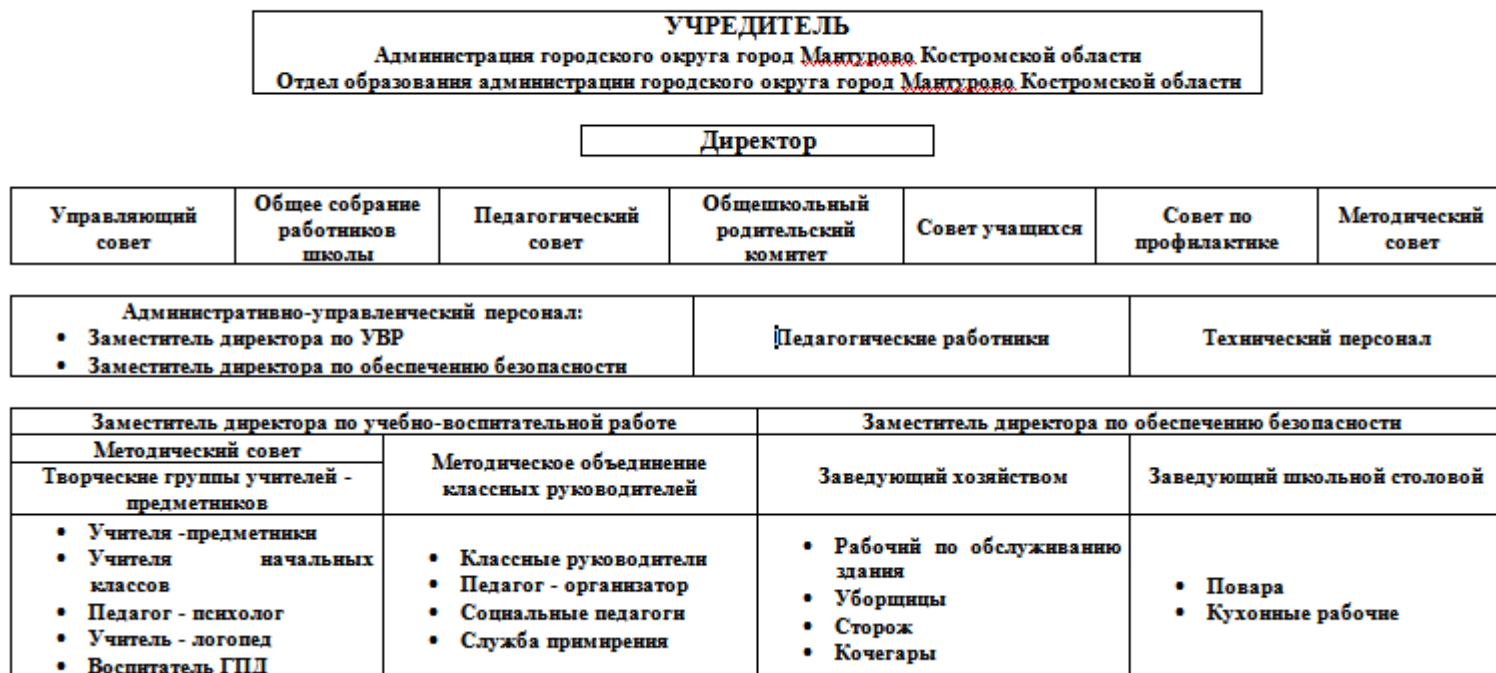 УЧРЕДИТЕЛЬ
Администрация городского округа город Мантурово Костромской области
Отдел образования администрации городского округа город Мантурово Костромской области
Директор
Управляющий
совет
Общее собрание
работников
школы
Педагогический
совет
Общешкольный
родительский
комитет
Совет учащихся
Совет по
профилактике
Методический
совет
Административно-управленческий персонал:
• Заместитель директора по УВР
• Заместитель директора по обеспечению безопасности
Педагогические работники
Технический персонал
Заместитель директора по учебно-воспитательной работе
Заместитель директора по обеспечению безопасности
Методический совет
Творческие группы учителей -
предметников
Методическое объединение
классных руководителей
Заведующий хозяйством
Заведующий школьной столовой
• Учителя -предметники
• Учителя начальных
классов
• Педагог - психолог
• Учитель - логопед
• Воспитатель ГПД
• Классные руководители
• Педагог - организатор
• Социальные педагоги
• Служба примирения
• Рабочий по обслуживанию
здания
• Уборщицы
• Сторож
• Кочегары
• Повара
• Кухонные рабочие